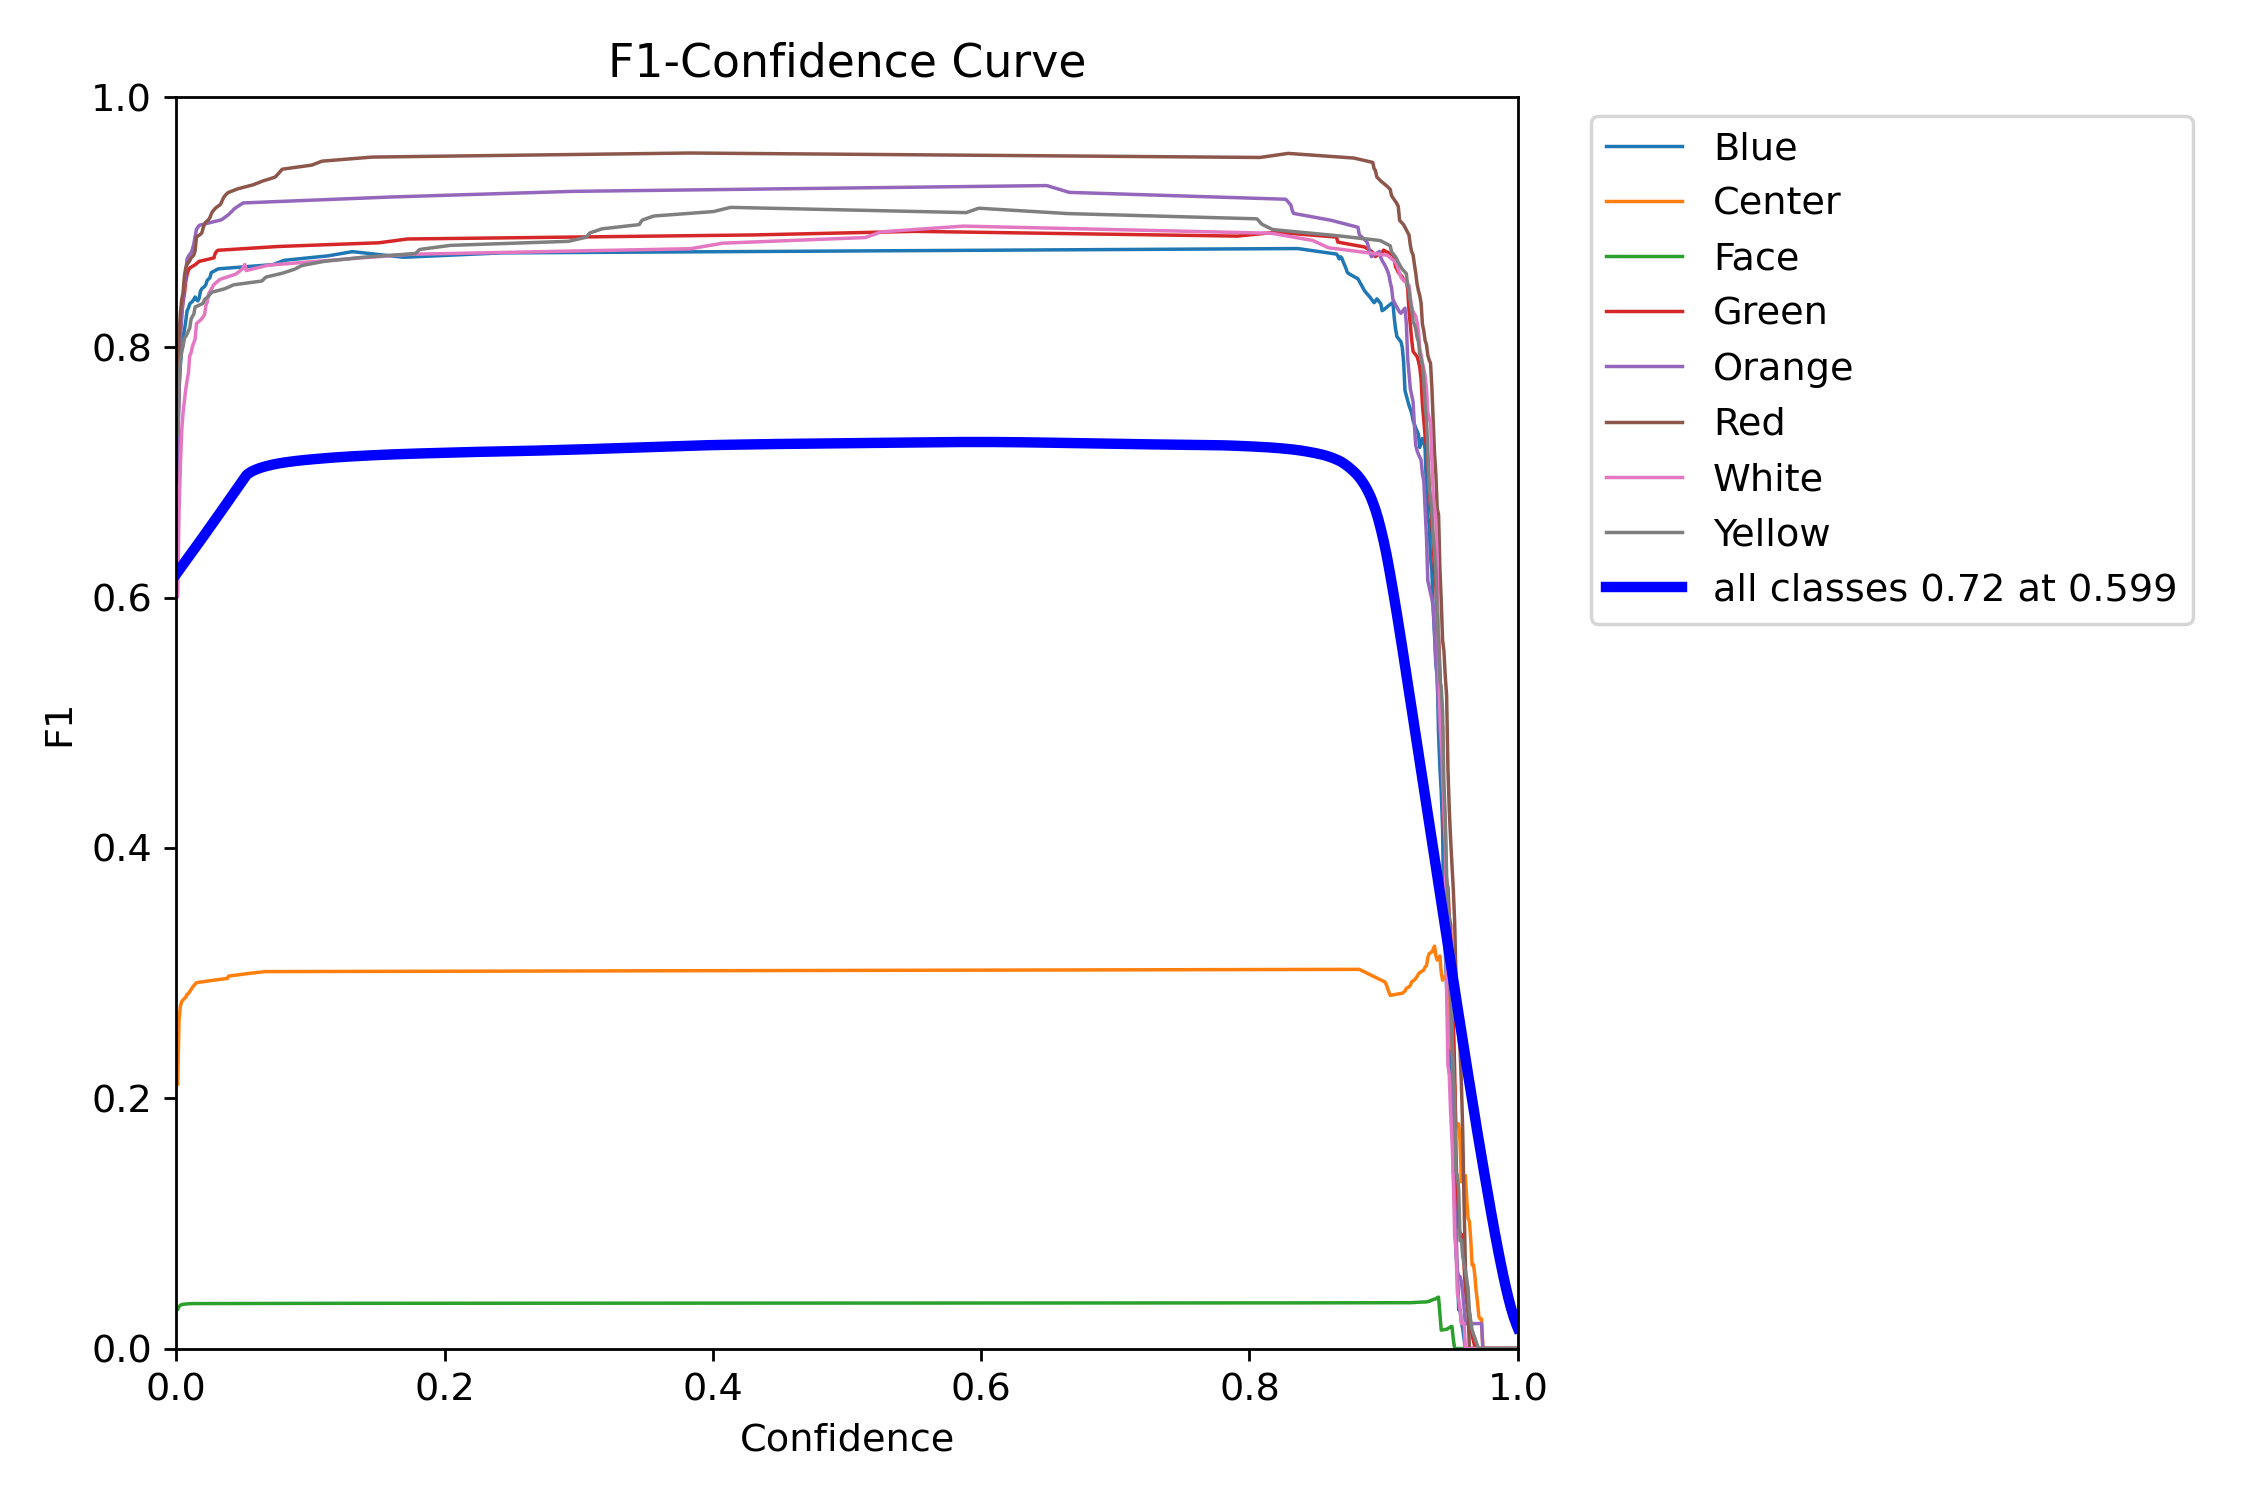 F1-Confidence Curve
1.0
0.8
0.6
0.4
0.2
0.0
F1
0.0 0.2 0.4 0.6 0.8 1.0
Confidence
Blue
Center
Face
Green
Orange
Red
White
Yellow
all classes 0.72 at 0.599